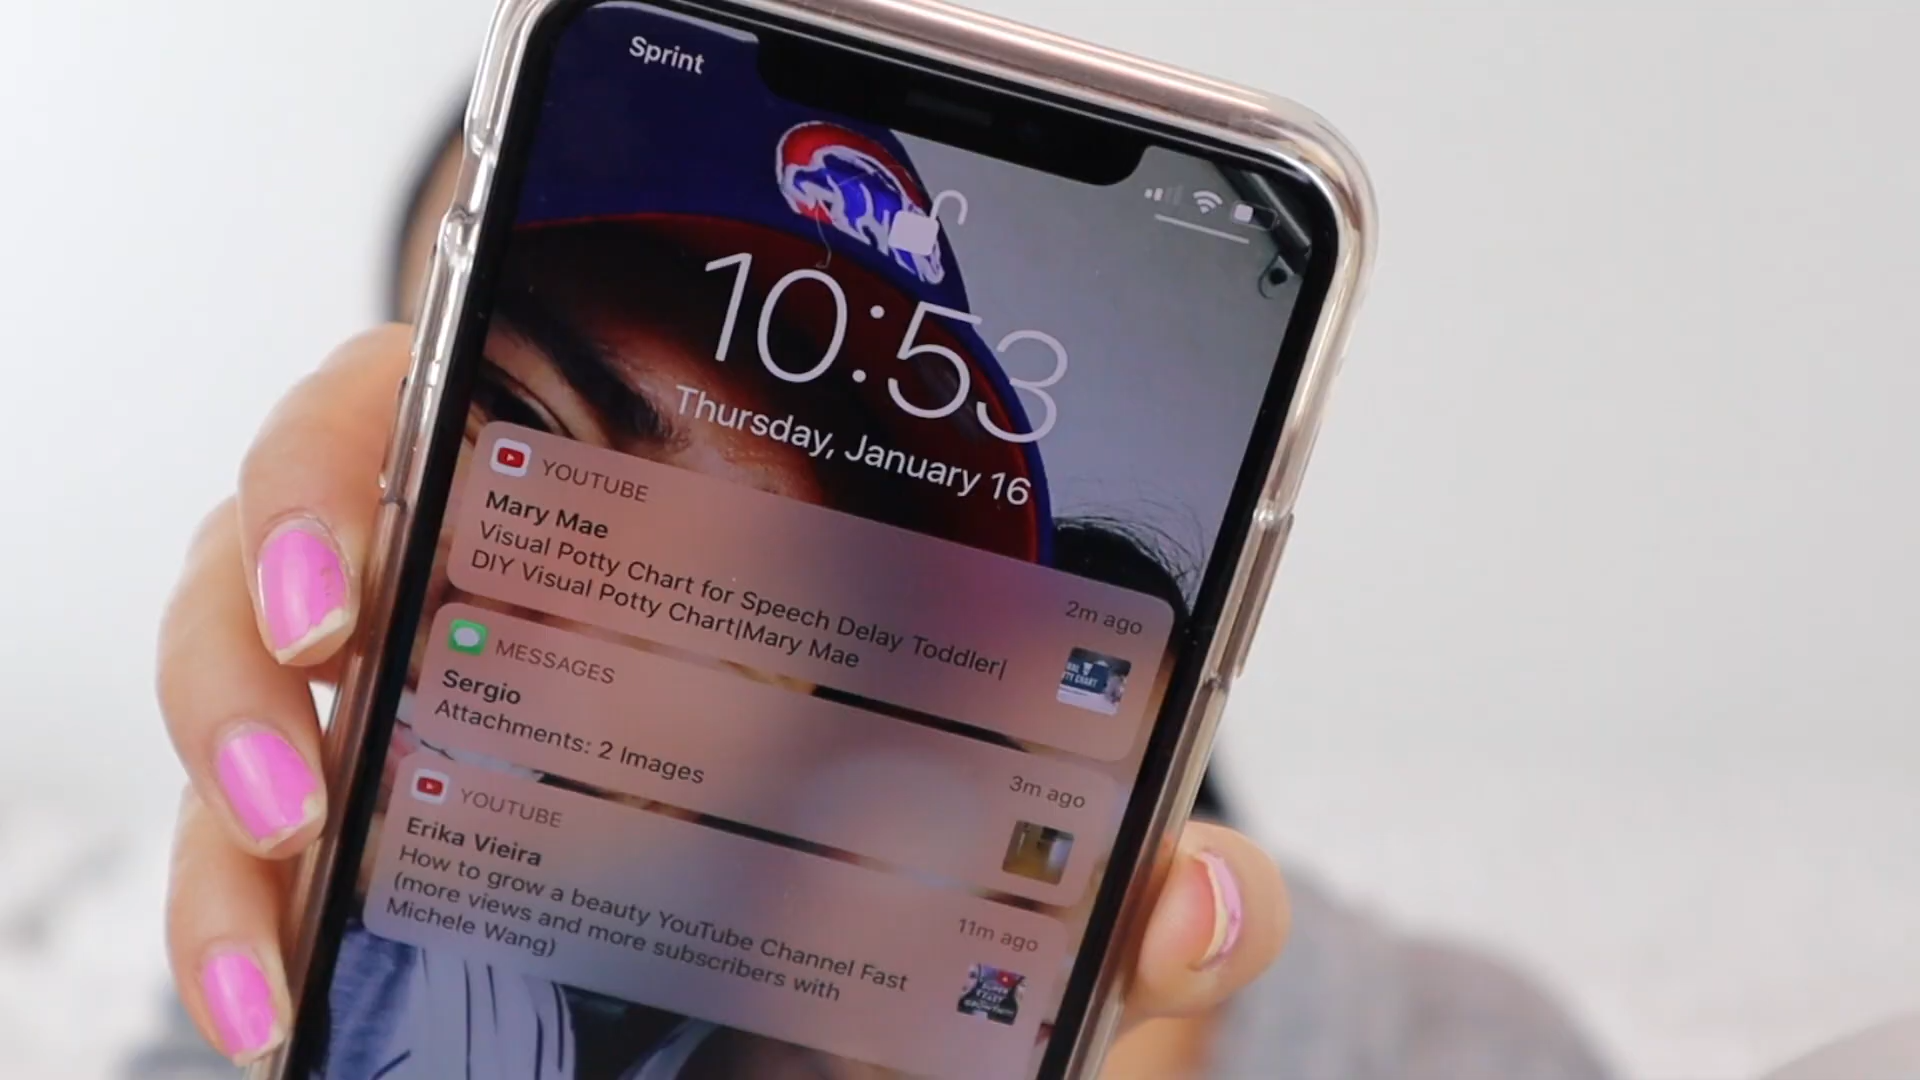 Sprint
10:53
Thursday, January 16
YOUTUBE
2m ago
Mary Mae
Visual Potty Chart for Speech Delay Toddler|
DIY Visual Potty Chart|Mary Mae
MESSAGES
3m ago
Sergio
Attachments: 2 Images
YOUTUBE
11m ago
Erika Vieira
How to grow a beauty YouTube Channel Fast
(more views and more subscribers with
Michele Wang)